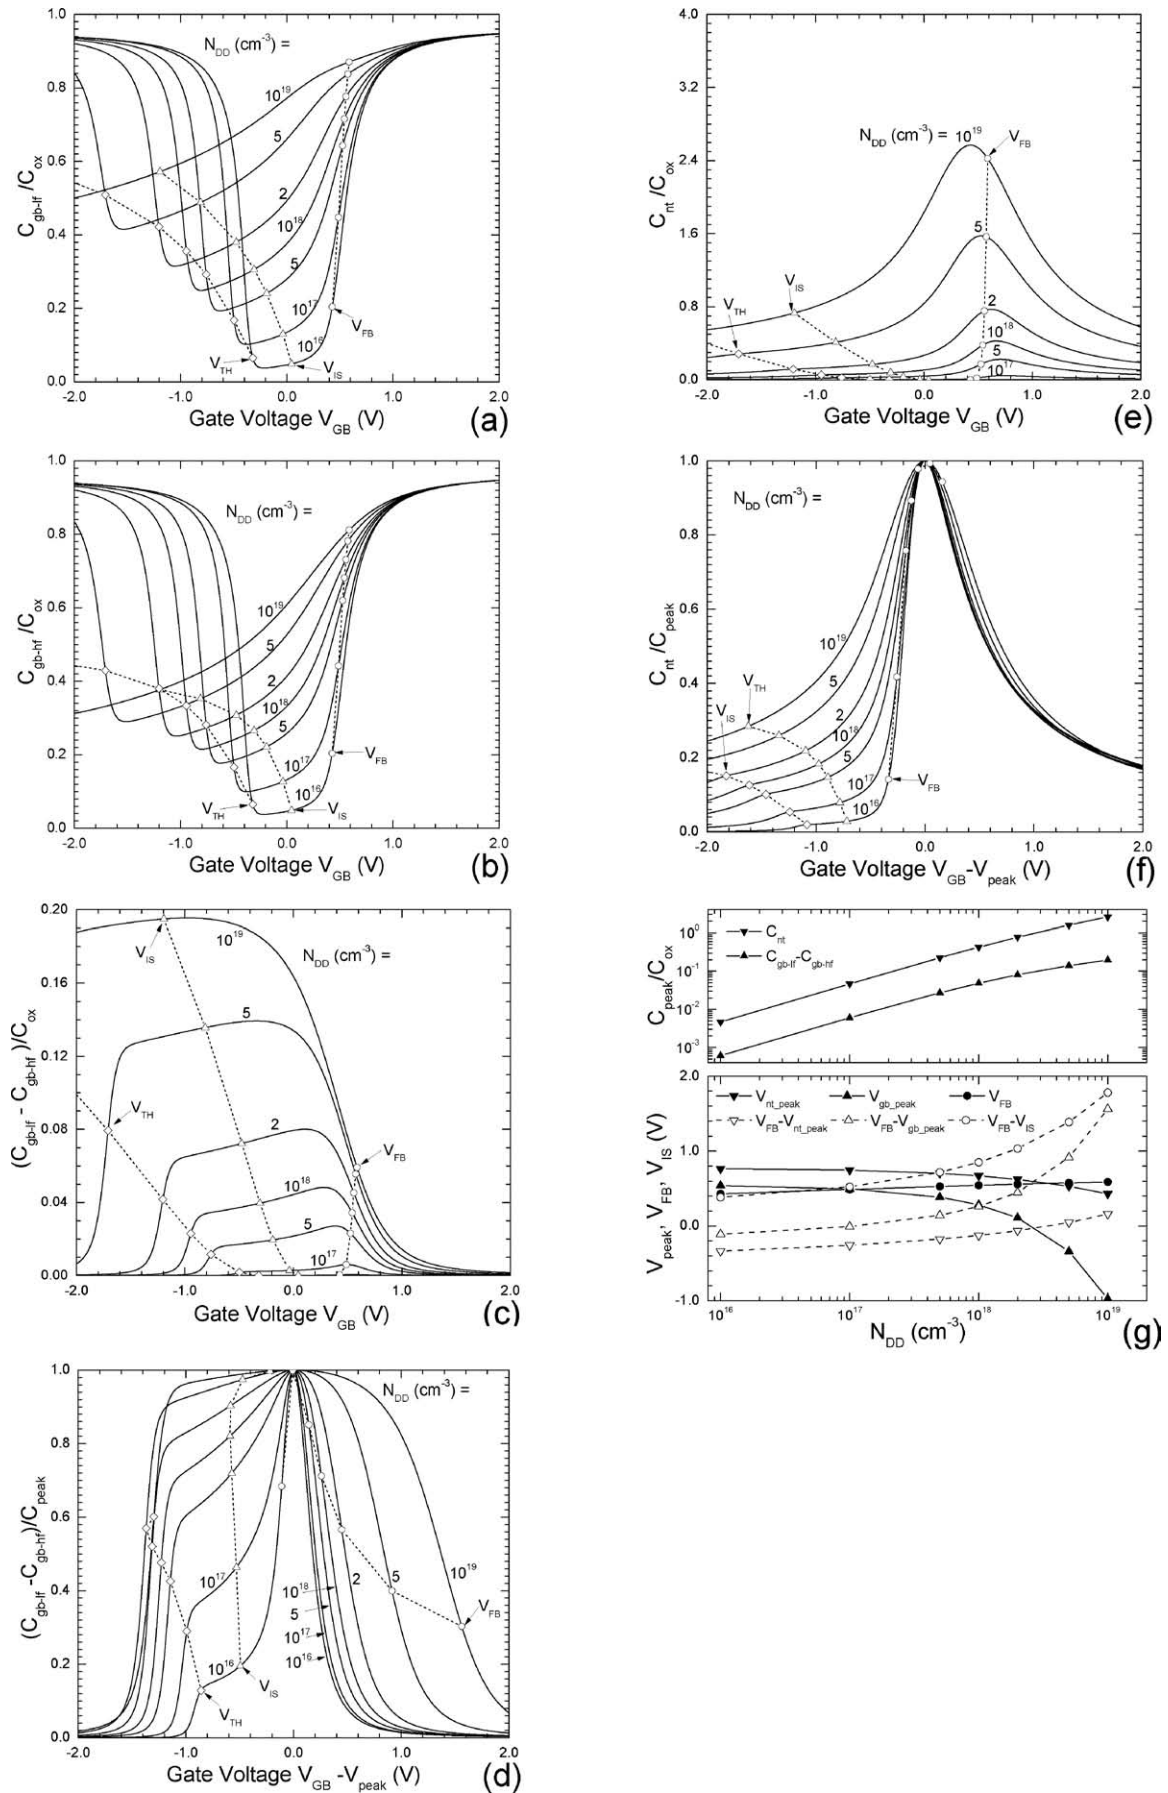 1.0
0.8
0.6
0.4
0.2
0.0
C_gb-lf/C_ox
N_DD (cm^-3) =
10^19
5
2
10^18
5
10^17
10^16
V_TH
V_IS
V_FB
-2.0 -1.0 0.0 1.0 2.0
Gate Voltage V_GB (V)
(a)
1.0
0.8
0.6
0.4
0.2
0.0
C_gb-hf/C_ox
N_DD (cm^-3) =
10^19
5
2
10^18
5
10^17
10^16
V_TH
V_IS
V_FB
-2.0 -1.0 0.0 1.0 2.0
Gate Voltage V_GB (V)
(b)
0.20
0.16
0.12
0.08
0.04
0.00
(C_gb-lf - C_gb-hf)/C_ox
N_DD (cm^-3) =
10^19
5
2
10^18
5
10^17
V_IS
V_TH
V_FB
-2.0 -1.0 0.0 1.0 2.0
Gate Voltage V_GB (V)
(c)
1.0
0.8
0.6
0.4
0.2
0.0
(C_gb-lf -C_gb-hf)/C_peak
N_DD (cm^-3) =
10^17
10^16
10^18
5
10^17
10^16
2
5
10^19
V_FB
V_IS
V_TH
-2.0 -1.0 0.0 1.0 2.0
Gate Voltage V_GB -V_peak (V)
(d)
4.0
3.2
2.4
1.6
0.8
0.0
C_nt /C_ox
N_DD (cm^-3) = 10^19
5
2
10^18
5
10^17
V_FB
V_IS
V_TH
-2.0 -1.0 0.0 1.0 2.0
Gate Voltage V_GB (V)
(e)
1.0
0.8
0.6
0.4
0.2
0.0
C_nt/C_peak
N_DD (cm^-3) =
10^19
5
2
10^18
5
10^17
10^16
V_TH
V_IS
V_FB
-2.0 -1.0 0.0 1.0 2.0
Gate Voltage V_GB-V_peak (V)
(f)
C_nt
C_gb-lf-C_gb-hf
10^0
10^-1
10^-2
10^-3
C_peak/C_ox
V_nt_peak V_gb_peak V_FB
V_FB-V_nt_peak V_FB-V_gb_peak V_FB-V_IS
2.0
1.0
0.0
-1.0
V_peak, V_FB, V_IS (V)
10^16 10^17 10^18 10^19
N_DD (cm^-3)
(g)